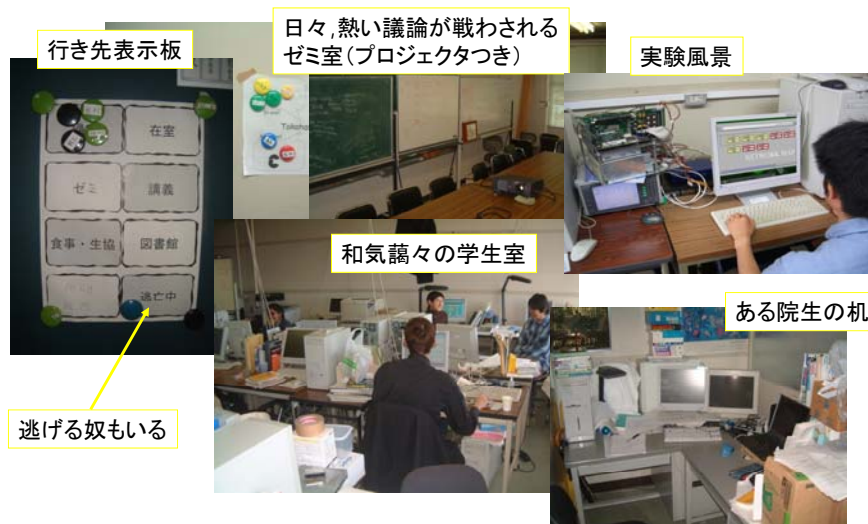 行き先表示板
日々,熱い議論が戦わされる
ゼミ室(プロジェクタつき)
実験風景
在室
ゼミ
講義
食事・生協
図書館
逃亡中
Takaha
和気藹々の学生室
ある院生の机
逃げる奴もいる